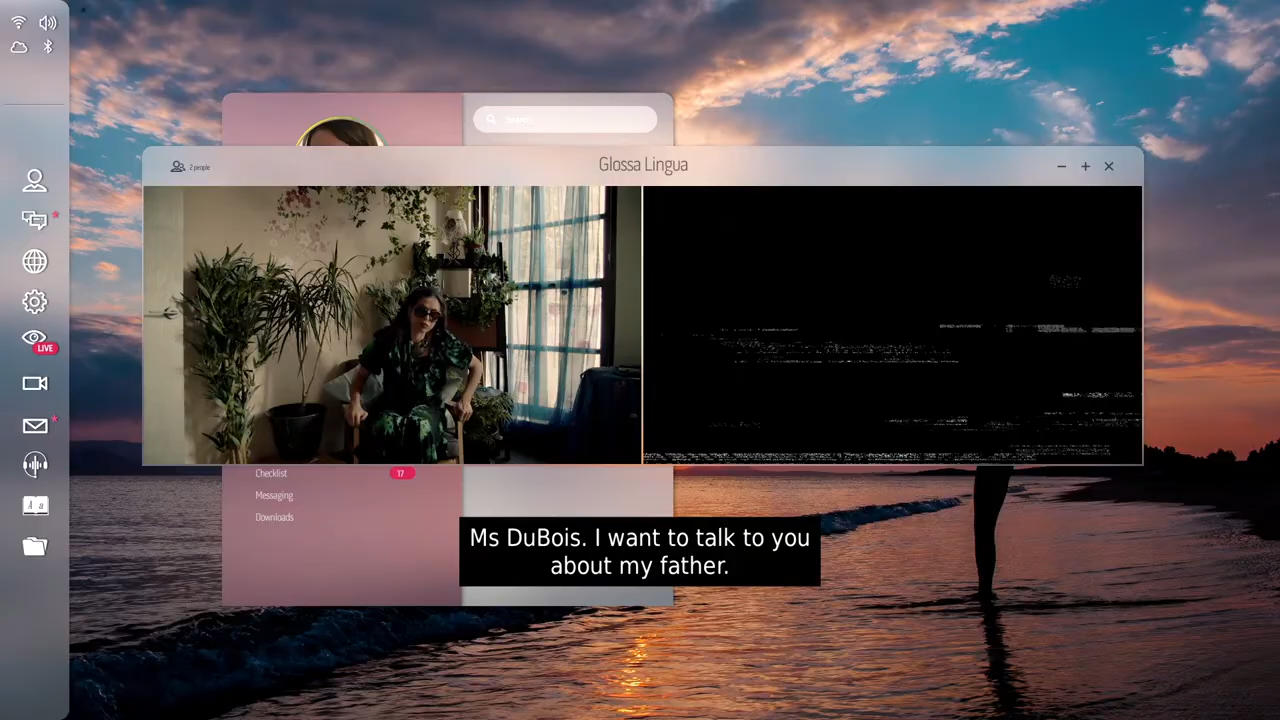 Search
2 people
Glossa Lingua
LIVE
A a
Checklist
17
Messaging
Downloads
Ms DuBois. I want to talk to you
about my father.